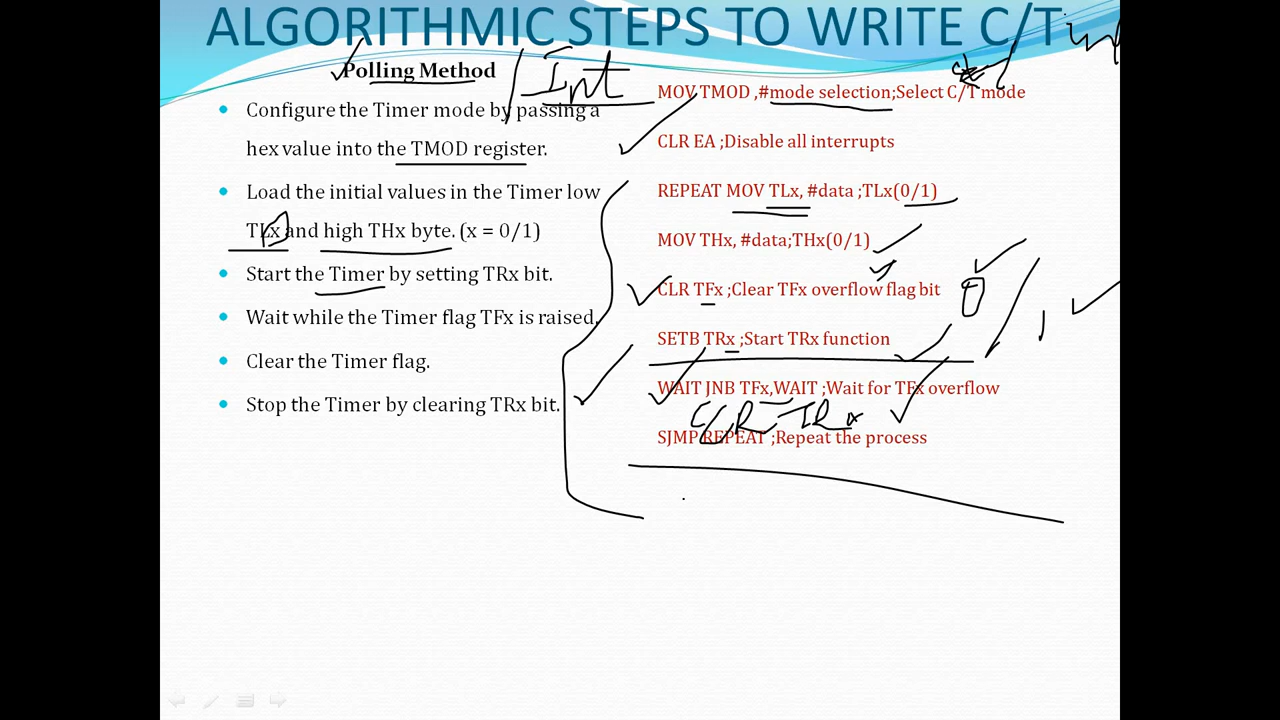 ALGORITHMIC STEPS TO WRITE C/T
Polling Method
Int
Configure the Timer mode by passing a
hex value into the TMOD register.
Load the initial values in the Timer low
TLx and high THx byte. (x = 0/1)
Start the Timer by setting TRx bit.
Wait while the Timer flag TFx is raised.
Clear the Timer flag.
Stop the Timer by clearing TRx bit.
MOV TMOD ,#mode selection;Select C/T mode
CLR EA ;Disable all interrupts
REPEAT MOV TLx, #data ;TLx(0/1)
MOV THx, #data;THx(0/1)
CLR TFx ;Clear TFx overflow flag bit
0
1
SETB TRx ;Start TRx function
WAIT JNB TFx,WAIT ;Wait for TFx overflow
CLR TRx
SJMP REPEAT ;Repeat the process